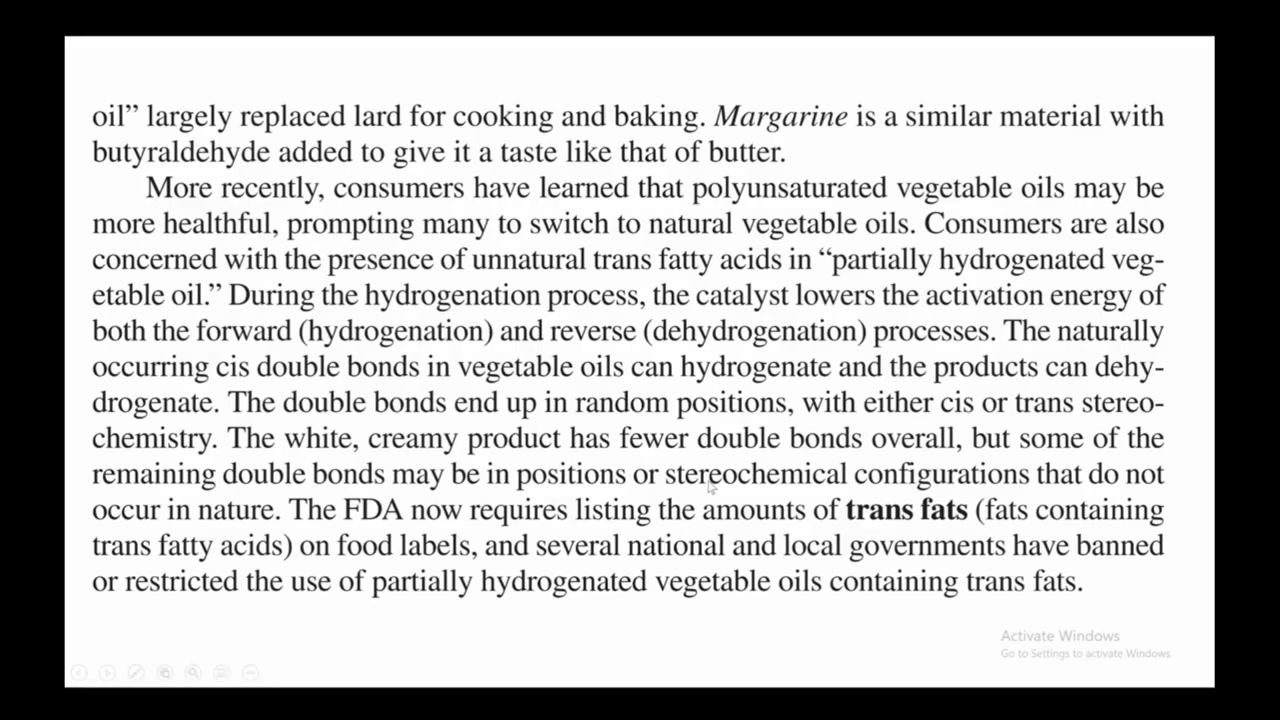 oil” largely replaced lard for cooking and baking. Margarine is a similar material with
butyraldehyde added to give it a taste like that of butter.
More recently, consumers have learned that polyunsaturated vegetable oils may be
more healthful, prompting many to switch to natural vegetable oils. Consumers are also
concerned with the presence of unnatural trans fatty acids in “partially hydrogenated veg-
etable oil.” During the hydrogenation process, the catalyst lowers the activation energy of
both the forward (hydrogenation) and reverse (dehydrogenation) processes. The naturally
occurring cis double bonds in vegetable oils can hydrogenate and the products can dehy-
drogenate. The double bonds end up in random positions, with either cis or trans stereo-
chemistry. The white, creamy product has fewer double bonds overall, but some of the
remaining double bonds may be in positions or stereochemical configurations that do not
occur in nature. The FDA now requires listing the amounts of trans fats (fats containing
trans fatty acids) on food labels, and several national and local governments have banned
or restricted the use of partially hydrogenated vegetable oils containing trans fats.
Activate Windows
Go to Settings to activate Windows.